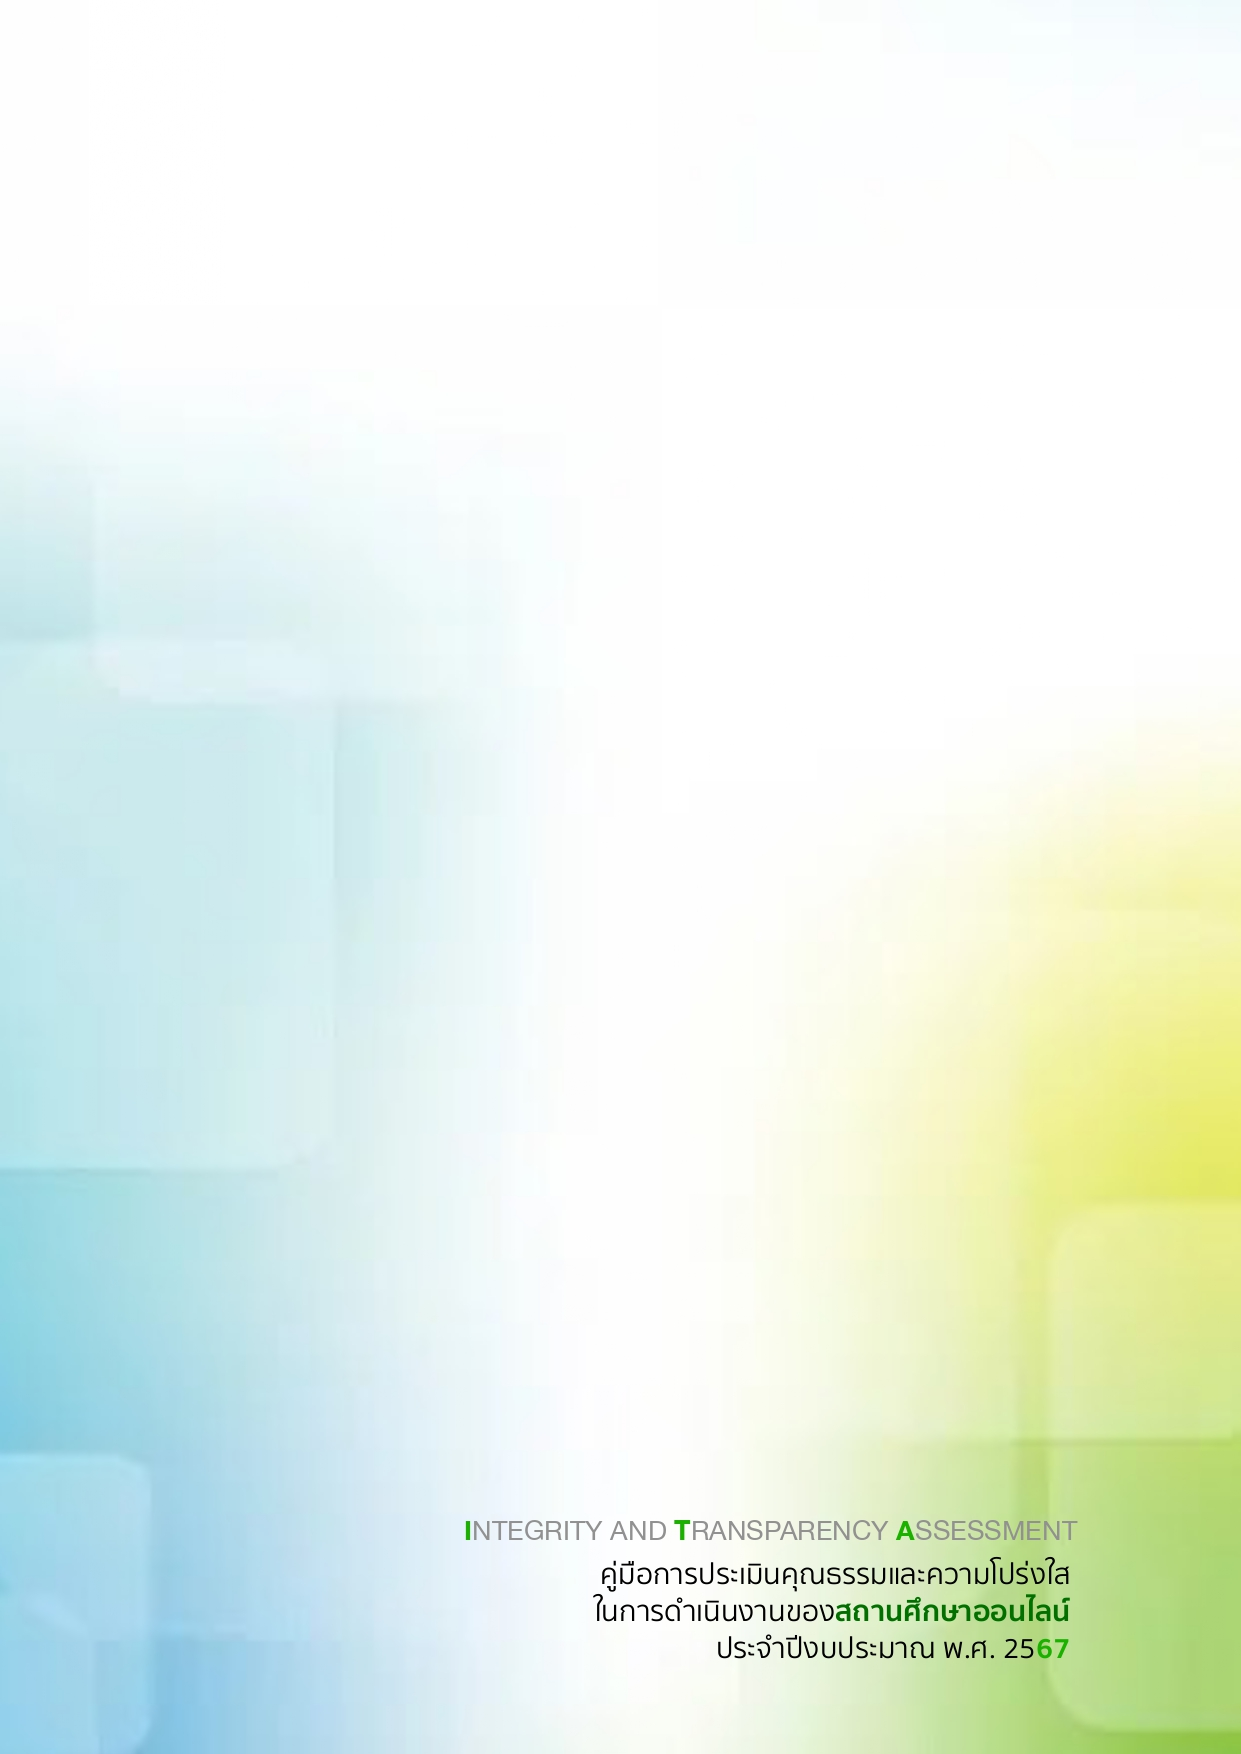 INTEGRITY AND TRANSPARENCY ASSESSMENT
คู่มือการประเมินคุณธรรมและความโปร่งใส
ในการดำเนินงานของสถานศึกษาออนไลน์
ประจำปีงบประมาณ พ.ศ. 2567